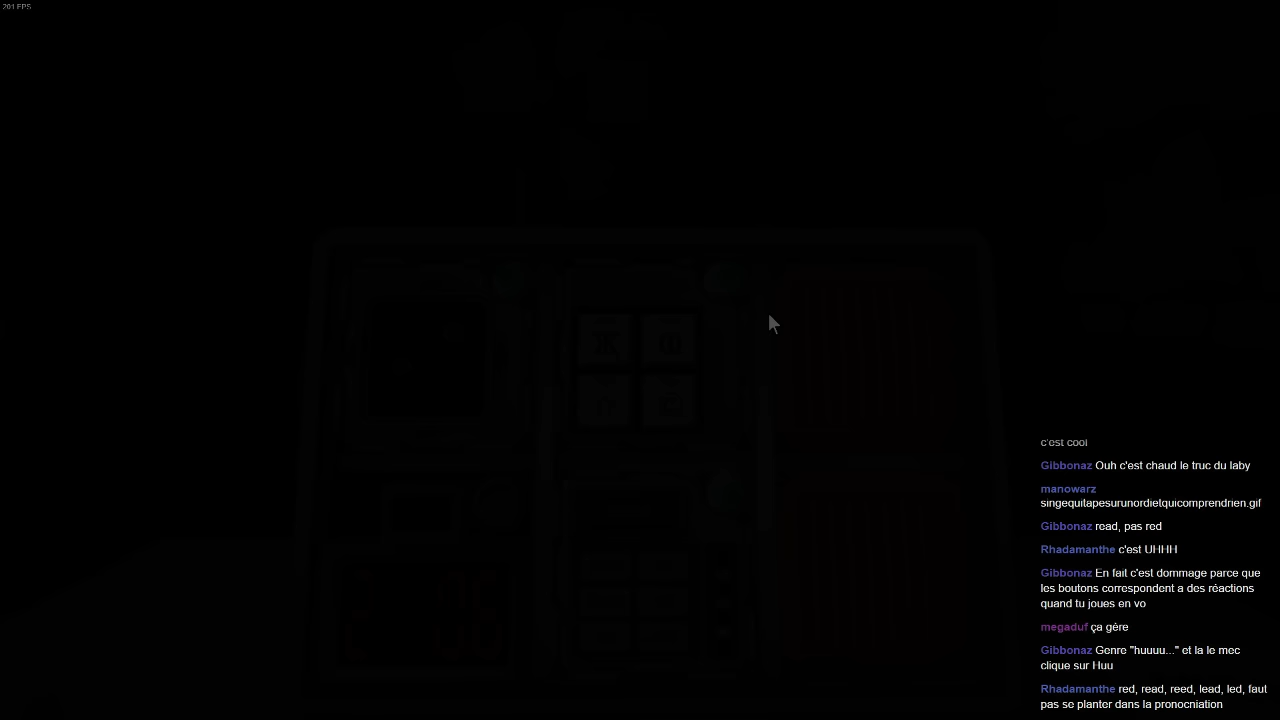 201 FPS
c'est cool
Gibbonaz Ouh c'est chaud le truc du laby
manowarz
singequitapesurunordietquicomprendrien.gif
Gibbonaz read, pas red
Rhadamanthe c'est UHHH
Gibbonaz En fait c'est dommage parce que
les boutons correspondent a des réactions
quand tu joues en vo
megaduf ça gère
Gibbonaz Genre "huuuu..." et la le mec
clique sur Huu
Rhadamanthe red, read, reed, lead, led, faut
pas se planter dans la pronocniation